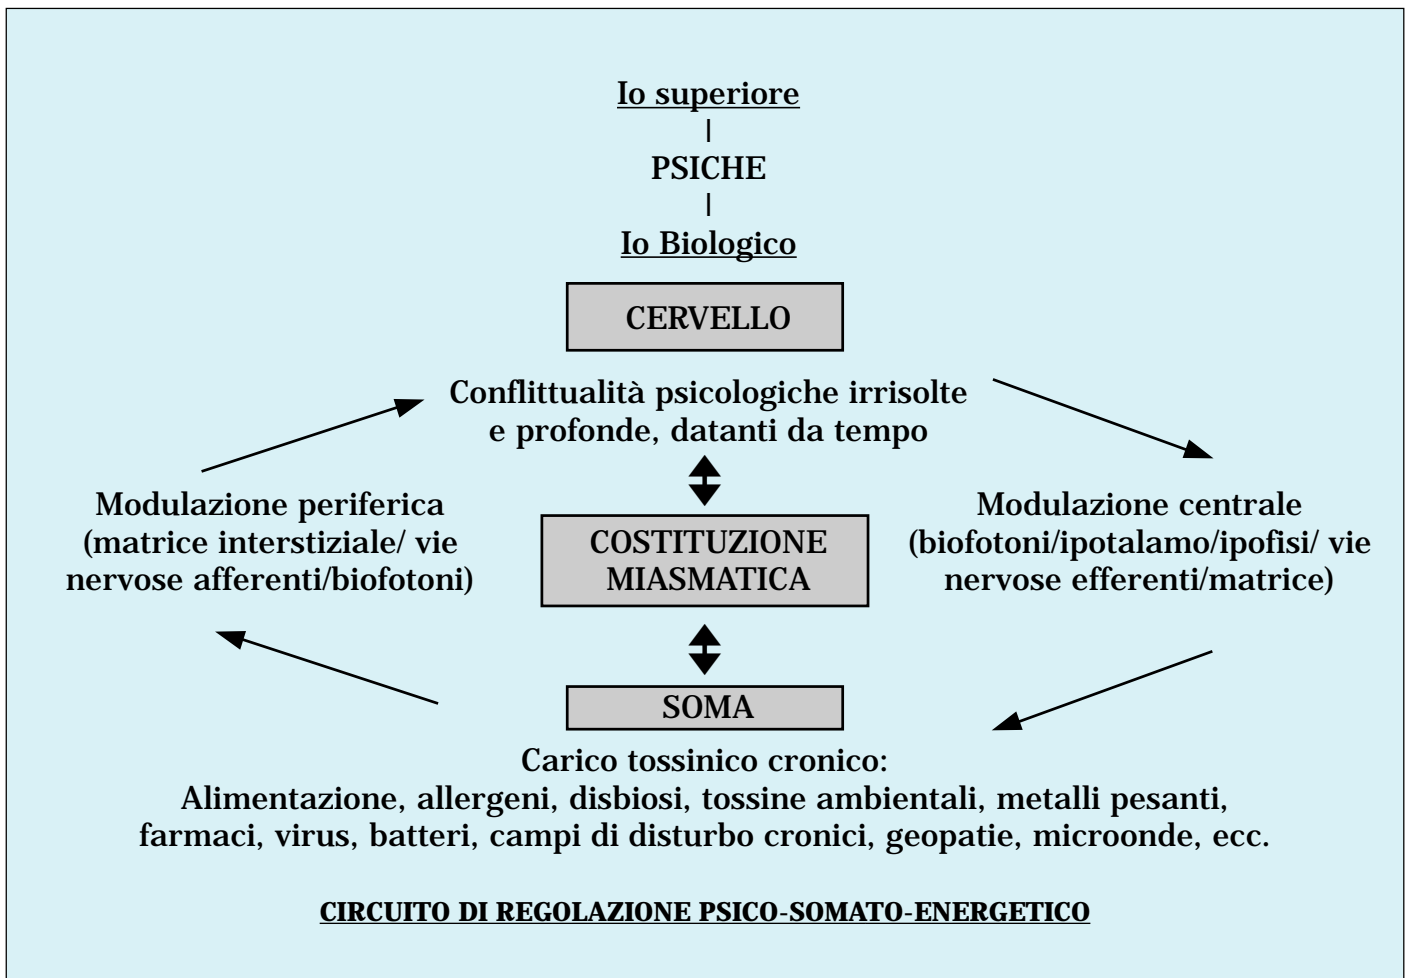 Io superiore
|
PSICHE
|
Io Biologico
CERVELLO
Conflittualità psicologiche irrisolte
e profonde, datanti da tempo
Modulazione periferica
(matrice interstiziale/ vie
nervose afferenti/biofotoni)
COSTITUZIONE
MIASMATICA
Modulazione centrale
(biofotoni/ipotalamo/ipofisi/ vie
nervose efferenti/matrice)
SOMA
Carico tossinico cronico:
Alimentazione, allergeni, disbiosi, tossine ambientali, metalli pesanti,
farmaci, virus, batteri, campi di disturbo cronici, geopatie, microonde, ecc.
CIRCUITO DI REGOLAZIONE PSICO-SOMATO-ENERGETICO